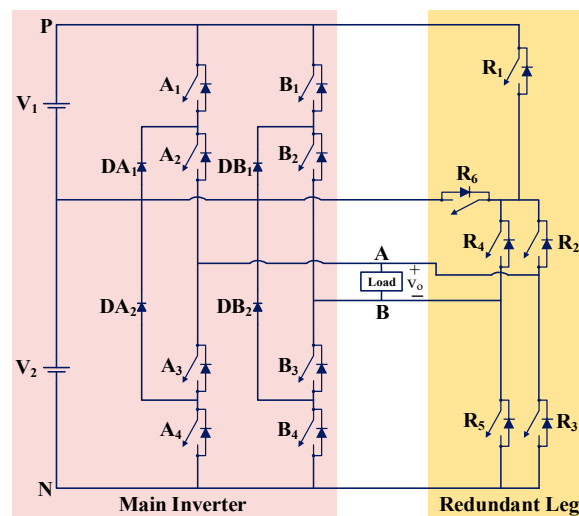 P
R₁
A₁
B₁
V₁
A₂
B₂
DA₁
DB₁
R₆
R₄
R₂
A
+
Load
Vₒ
−
B
DA₂
DB₂
A₃
B₃
V₂
A₄
B₄
R₅
R₃
N
Main Inverter
Redundant Leg